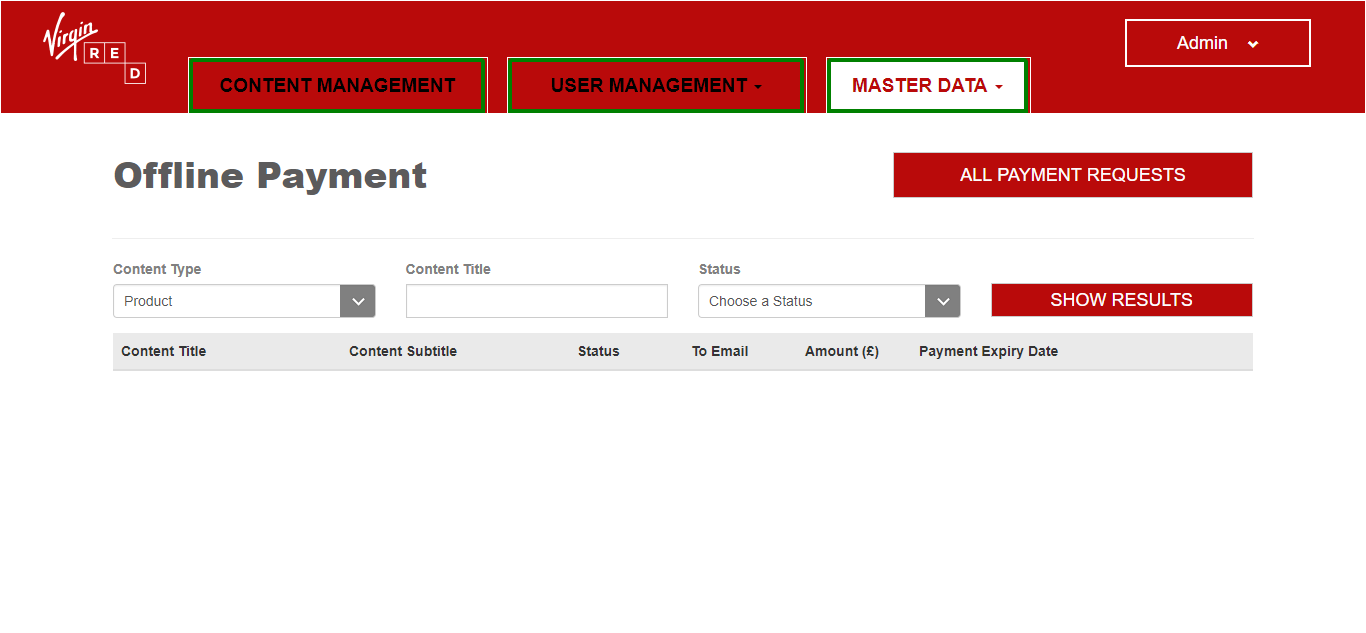 Virgin
RED
Admin
CONTENT MANAGEMENT USER MANAGEMENT MASTER DATA
Offline Payment
ALL PAYMENT REQUESTS
Content Type Content Title Status
Product Choose a Status SHOW RESULTS
Content Title Content Subtitle Status To Email Amount (£) Payment Expiry Date